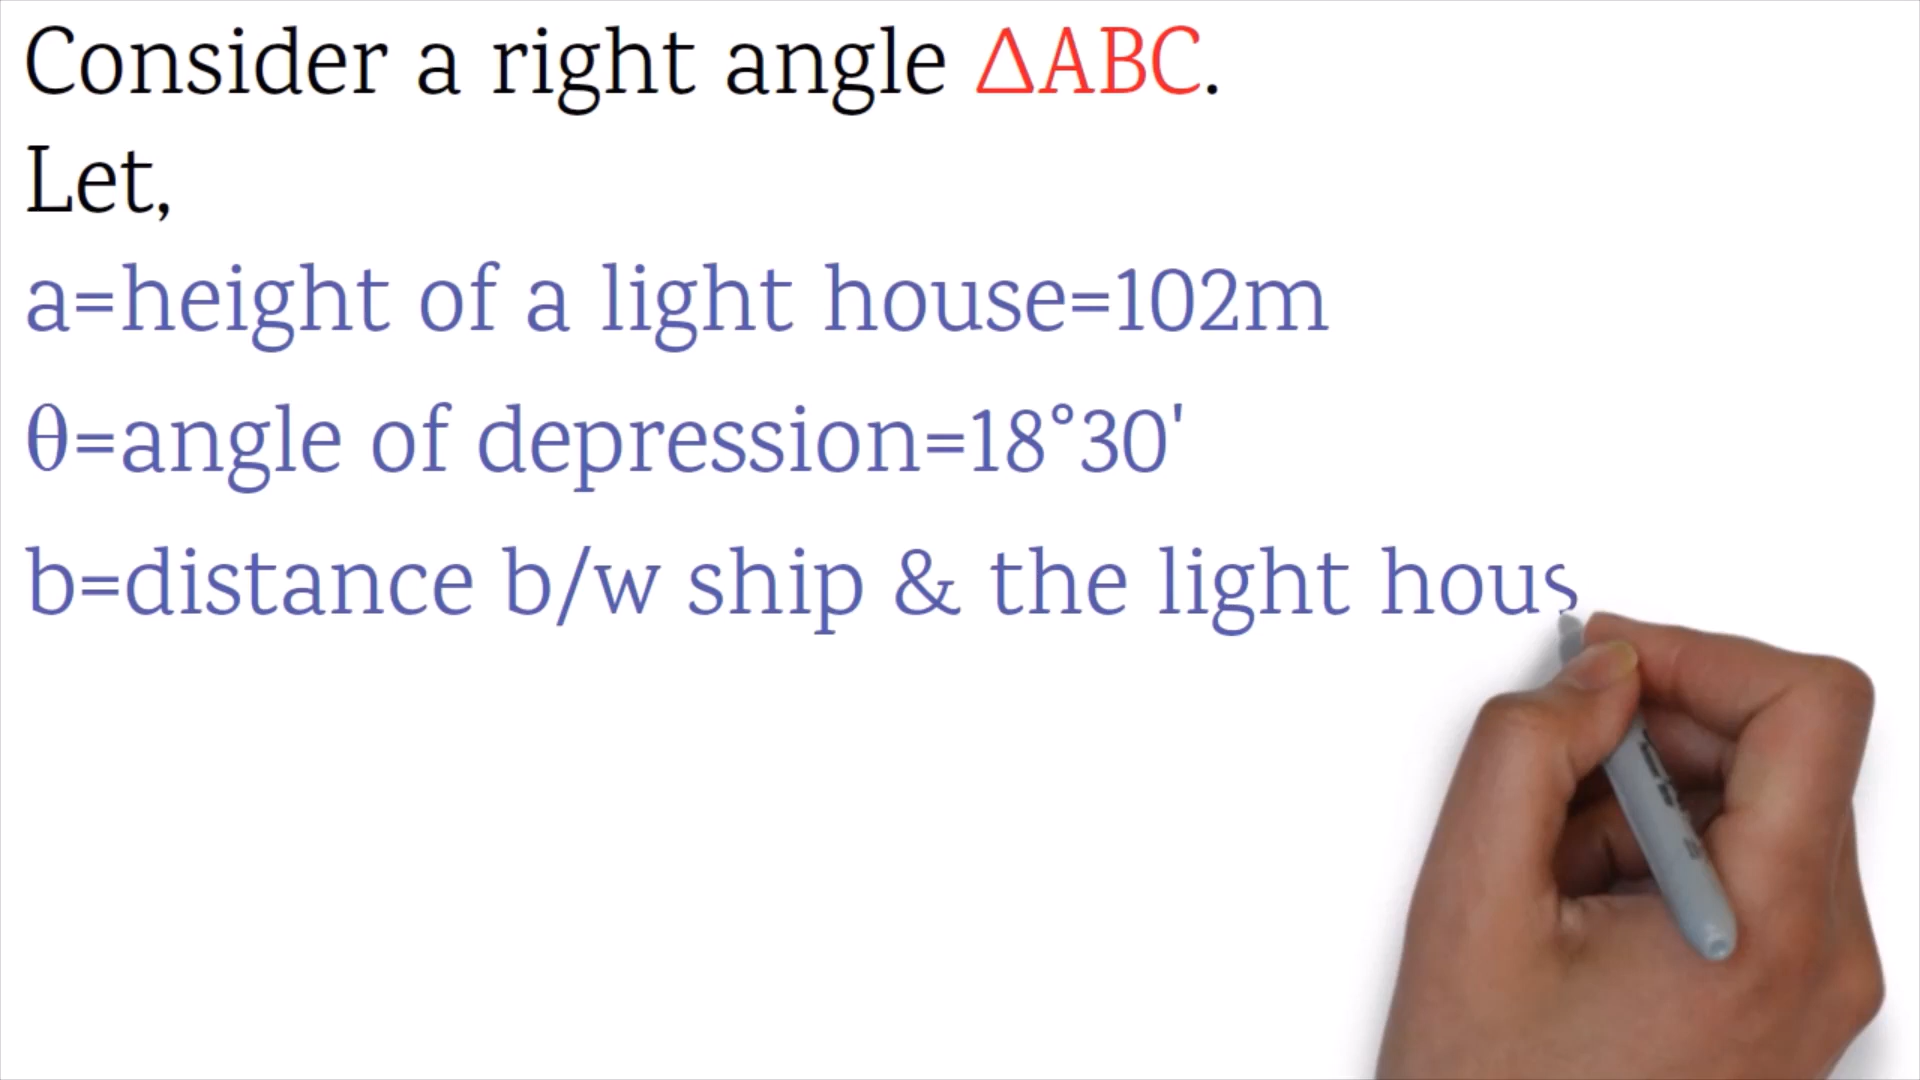 Consider a right angle ΔABC.
Let,
a=height of a light house=102m
θ=angle of depression=18°30'
b=distance b/w ship & the light hous